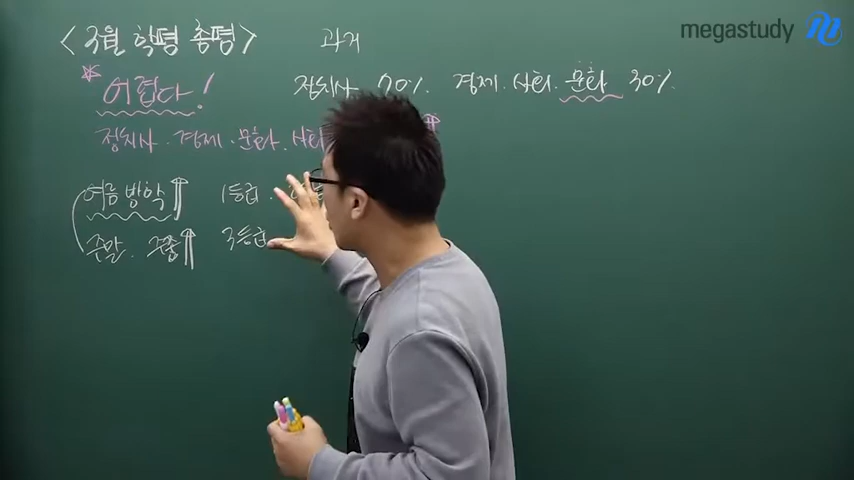 megastudy
<3월 학평 총평> 과거
* 어렵다! 정치사 70%. 경제.사회.문화 30%.
정치사.경제.문화.사회
여름방학↑ 1등급.
주말. 주중↑ 3등급